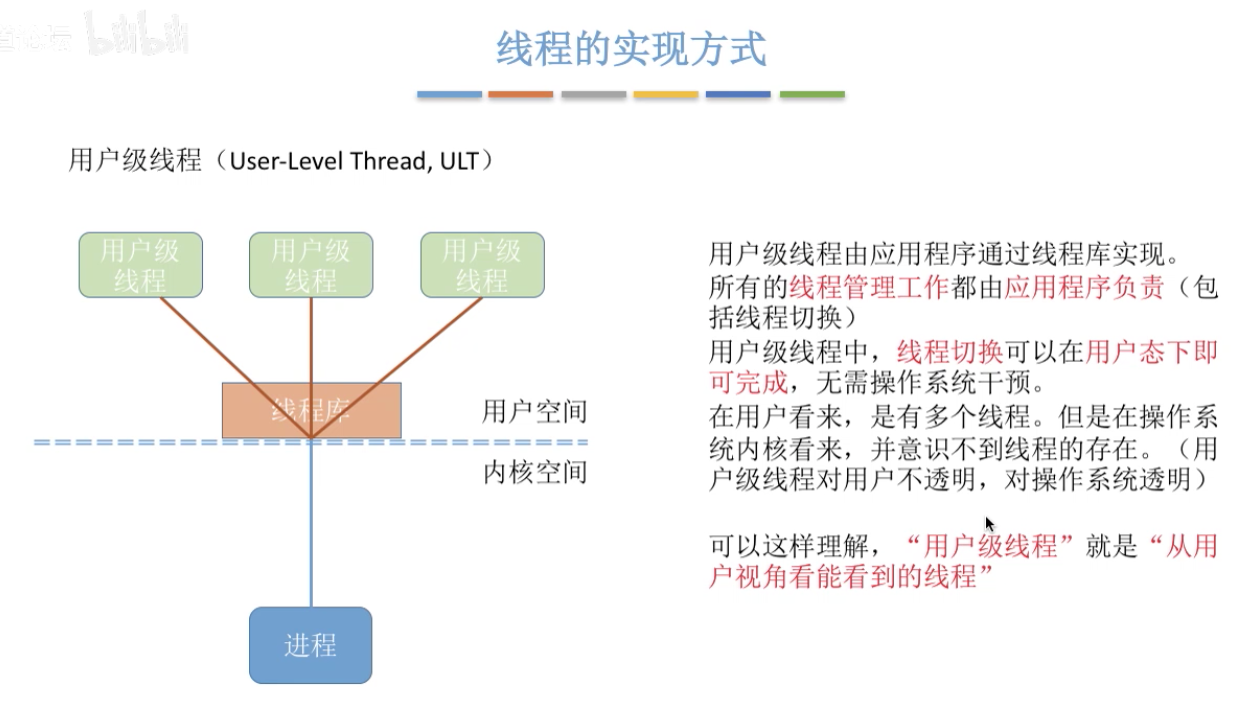 bilibili
线程的实现方式
用户级线程（User-Level Thread, ULT）
用户级
线程
用户级
线程
用户级
线程
线程库
用户空间
内核空间
进程
用户级线程由应用程序通过线程库实现。
所有的线程管理工作都由应用程序负责（包
括线程切换）
用户级线程中，线程切换可以在用户态下即
可完成，无需操作系统干预。
在用户看来，是有多个线程。但是在操作系
统内核看来，并意识不到线程的存在。（用
户级线程对用户不透明，对操作系统透明）
可以这样理解，“用户级线程”就是“从用
户视角看能看到的线程”